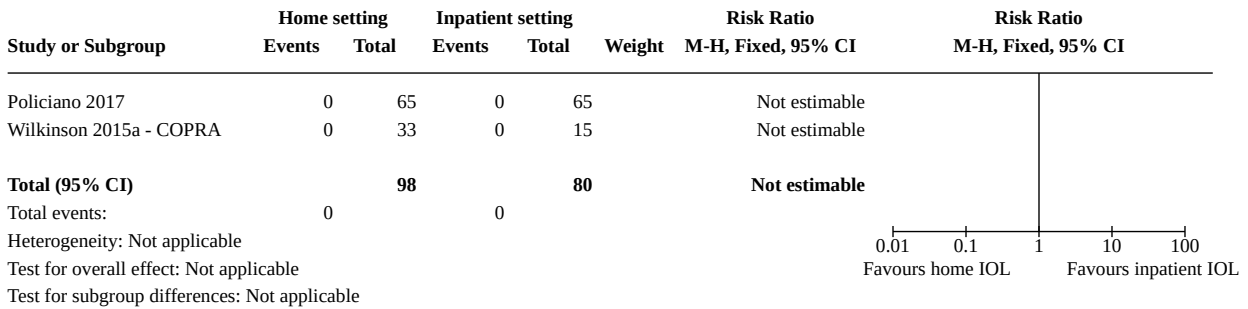 Home setting Inpatient setting Risk Ratio Risk Ratio
Study or Subgroup Events Total Events Total Weight M-H, Fixed, 95% CI M-H, Fixed, 95% CI
Policiano 2017 0 65 0 65 Not estimable
Wilkinson 2015a - COPRA 0 33 0 15 Not estimable
Total (95% CI) 98 80 Not estimable
Total events: 0 0
Heterogeneity: Not applicable
0.01 0.1 1 10 100
Test for overall effect: Not applicable Favours home IOL Favours inpatient IOL
Test for subgroup differences: Not applicable